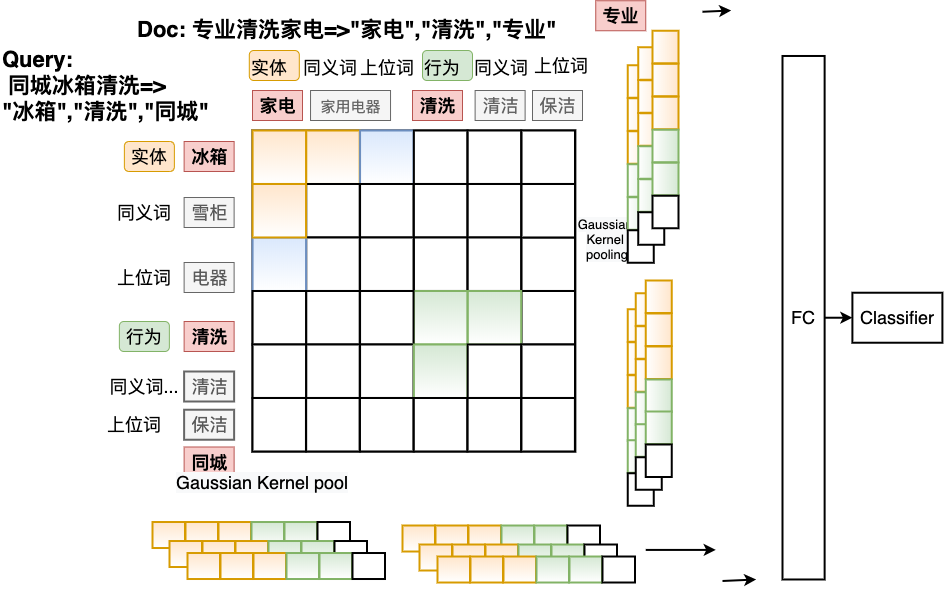 专业
Doc: 专业清洗家电=>"家电","清洗","专业"
Query:
同城冰箱清洗=>
"冰箱","清洗","同城"
实体 同义词 上位词 行为 同义词 上位词
家电 家用电器 清洗 清洁 保洁
实体 冰箱
同义词 雪柜
上位词 电器
行为 清洗
同义词... 清洁
上位词 保洁
同城
Gaussian Kernel pool
Gaussian
Kernel
pooling
FC
Classifier